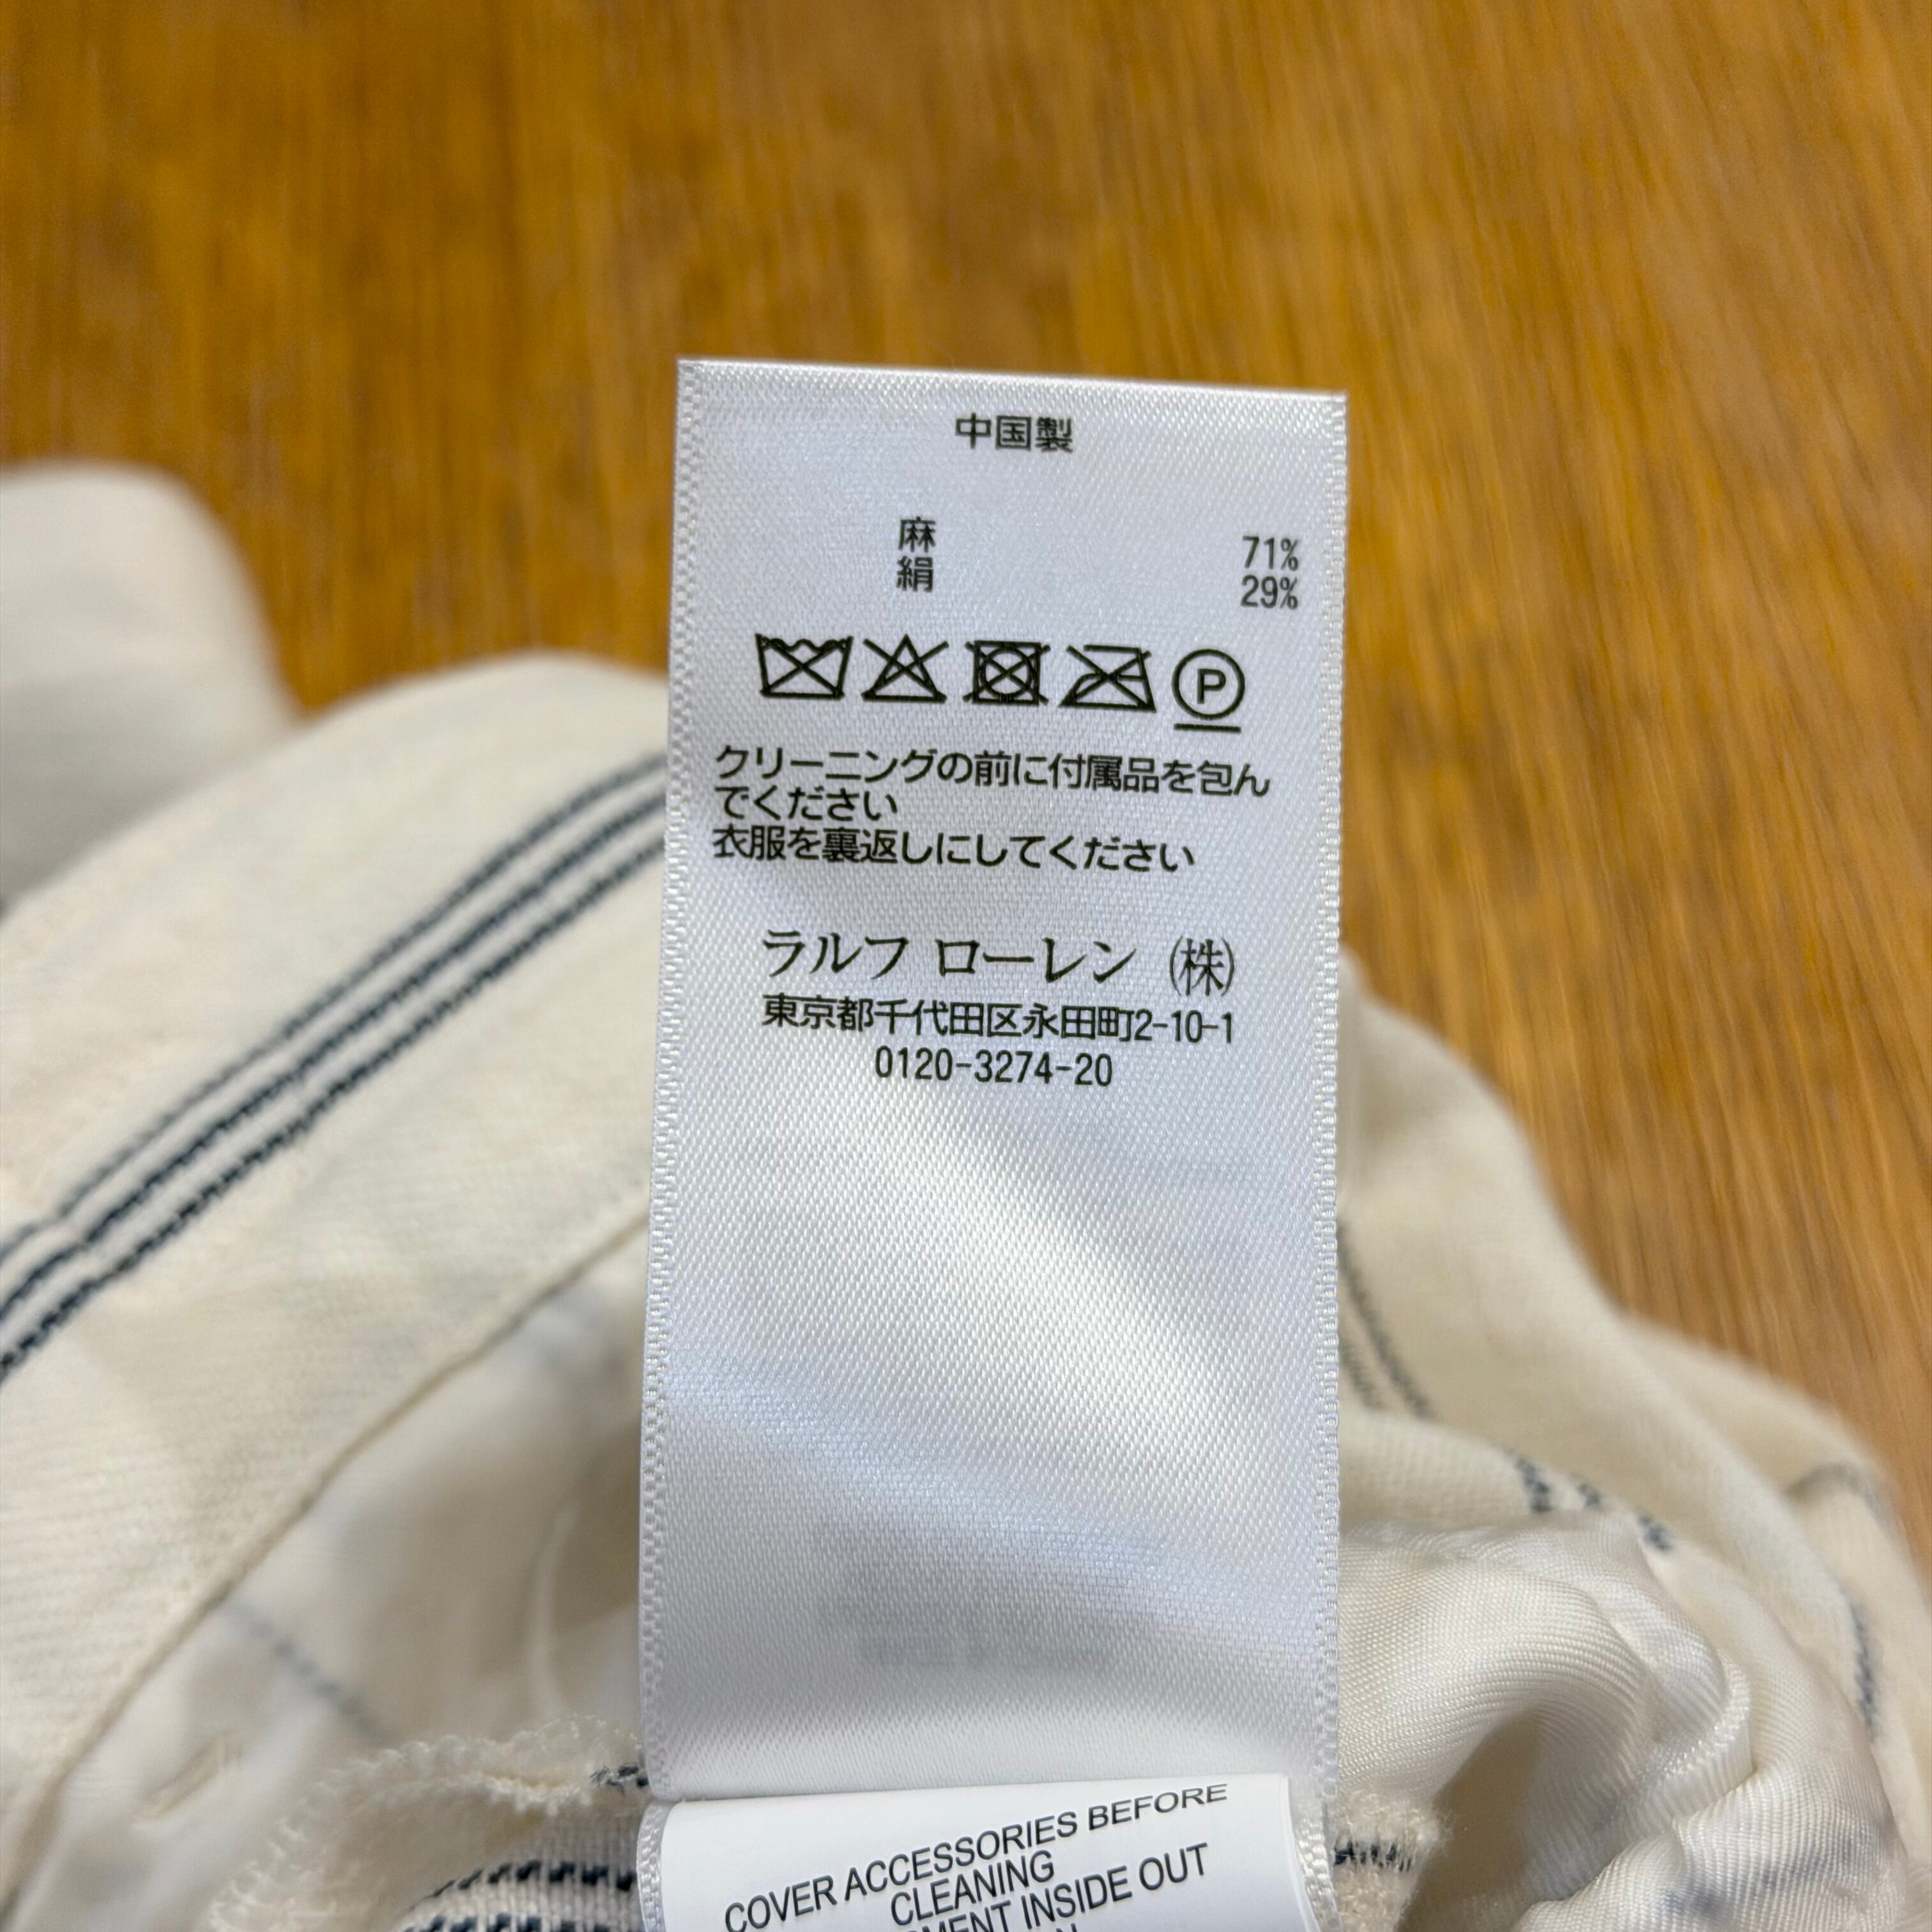 中国製
麻 71%
絹 29%
P
クリーニングの前に付属品を包ん
でください
衣服を裏返しにしてください
ラルフ ローレン (株)
東京都千代田区永田町2-10-1
0120-3274-20
COVER ACCESSORIES BEFORE
CLEANING
INSIDE OUT